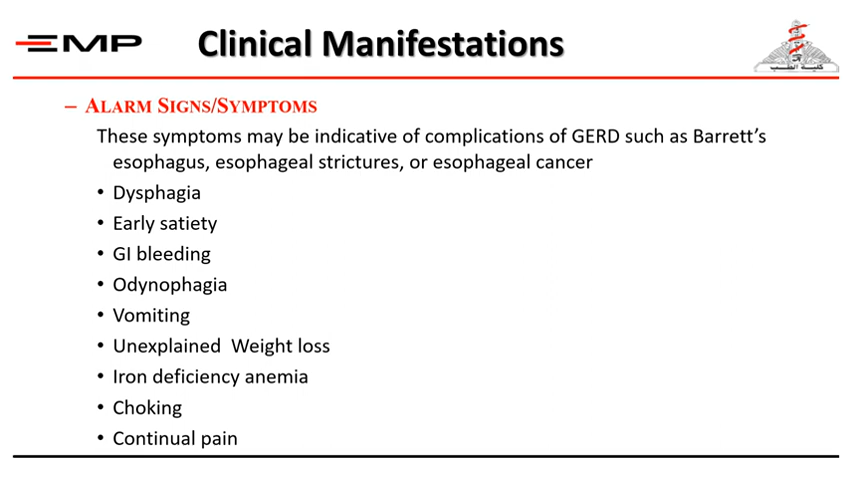 EMP
Clinical Manifestations
كلية الطب
– ALARM SIGNS/SYMPTOMS
These symptoms may be indicative of complications of GERD such as Barrett’s
esophagus, esophageal strictures, or esophageal cancer
• Dysphagia
• Early satiety
• GI bleeding
• Odynophagia
• Vomiting
• Unexplained  Weight loss
• Iron deficiency anemia
• Choking
• Continual pain